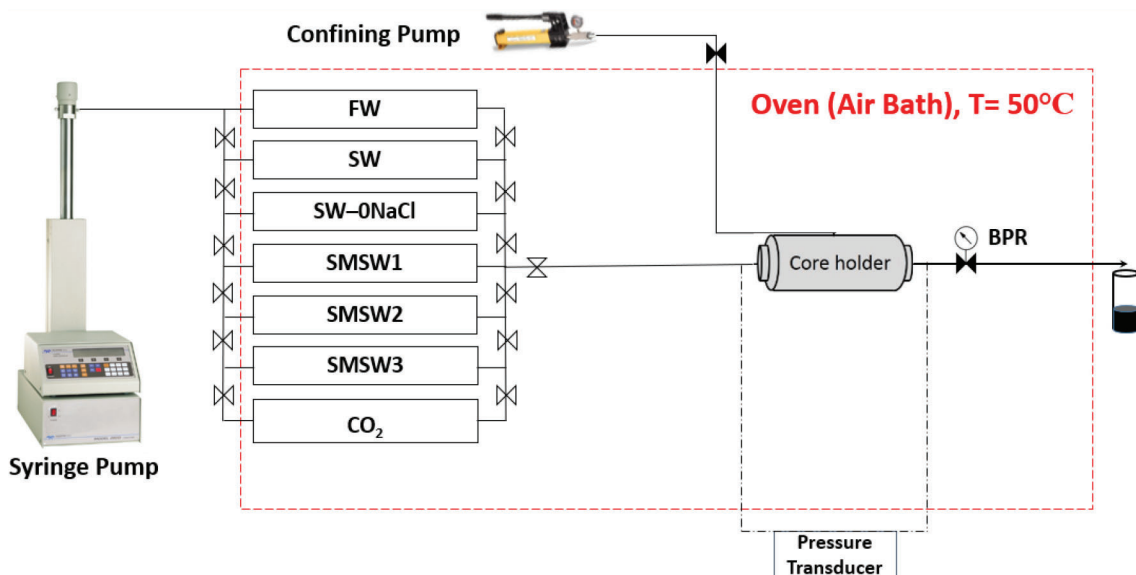 Confining Pump
Oven (Air Bath), T= 50°C
FW
SW
SW–0NaCl
SMSW1
SMSW2
SMSW3
CO₂
Core holder
BPR
Syringe Pump
Pressure
Transducer